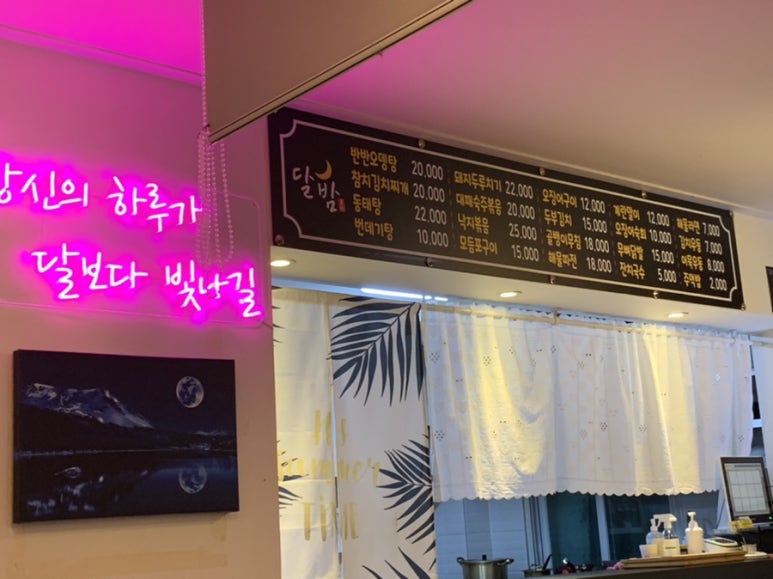 당신의 하루가
달보다 빛나길
달밤
반반오뎅탕 20,000
참치김치찌개 20,000
동태탕 22,000
번데기탕 10,000
돼지두루치기 22,000
대패숙주볶음 20,000
낙지볶음 25,000
모듬포구이 15,000
오징어구이 12,000
두부김치 15,000
골뱅이무침 18,000
해물파전 18,000
계란말이 12,000
오징어숙회 10,000
무뼈닭발 15,000
잔치국수 5,000
해물라면 7,000
김치우동 7,000
어묵우동 8,000
주먹밥 2,000
It's
Summer
TIME